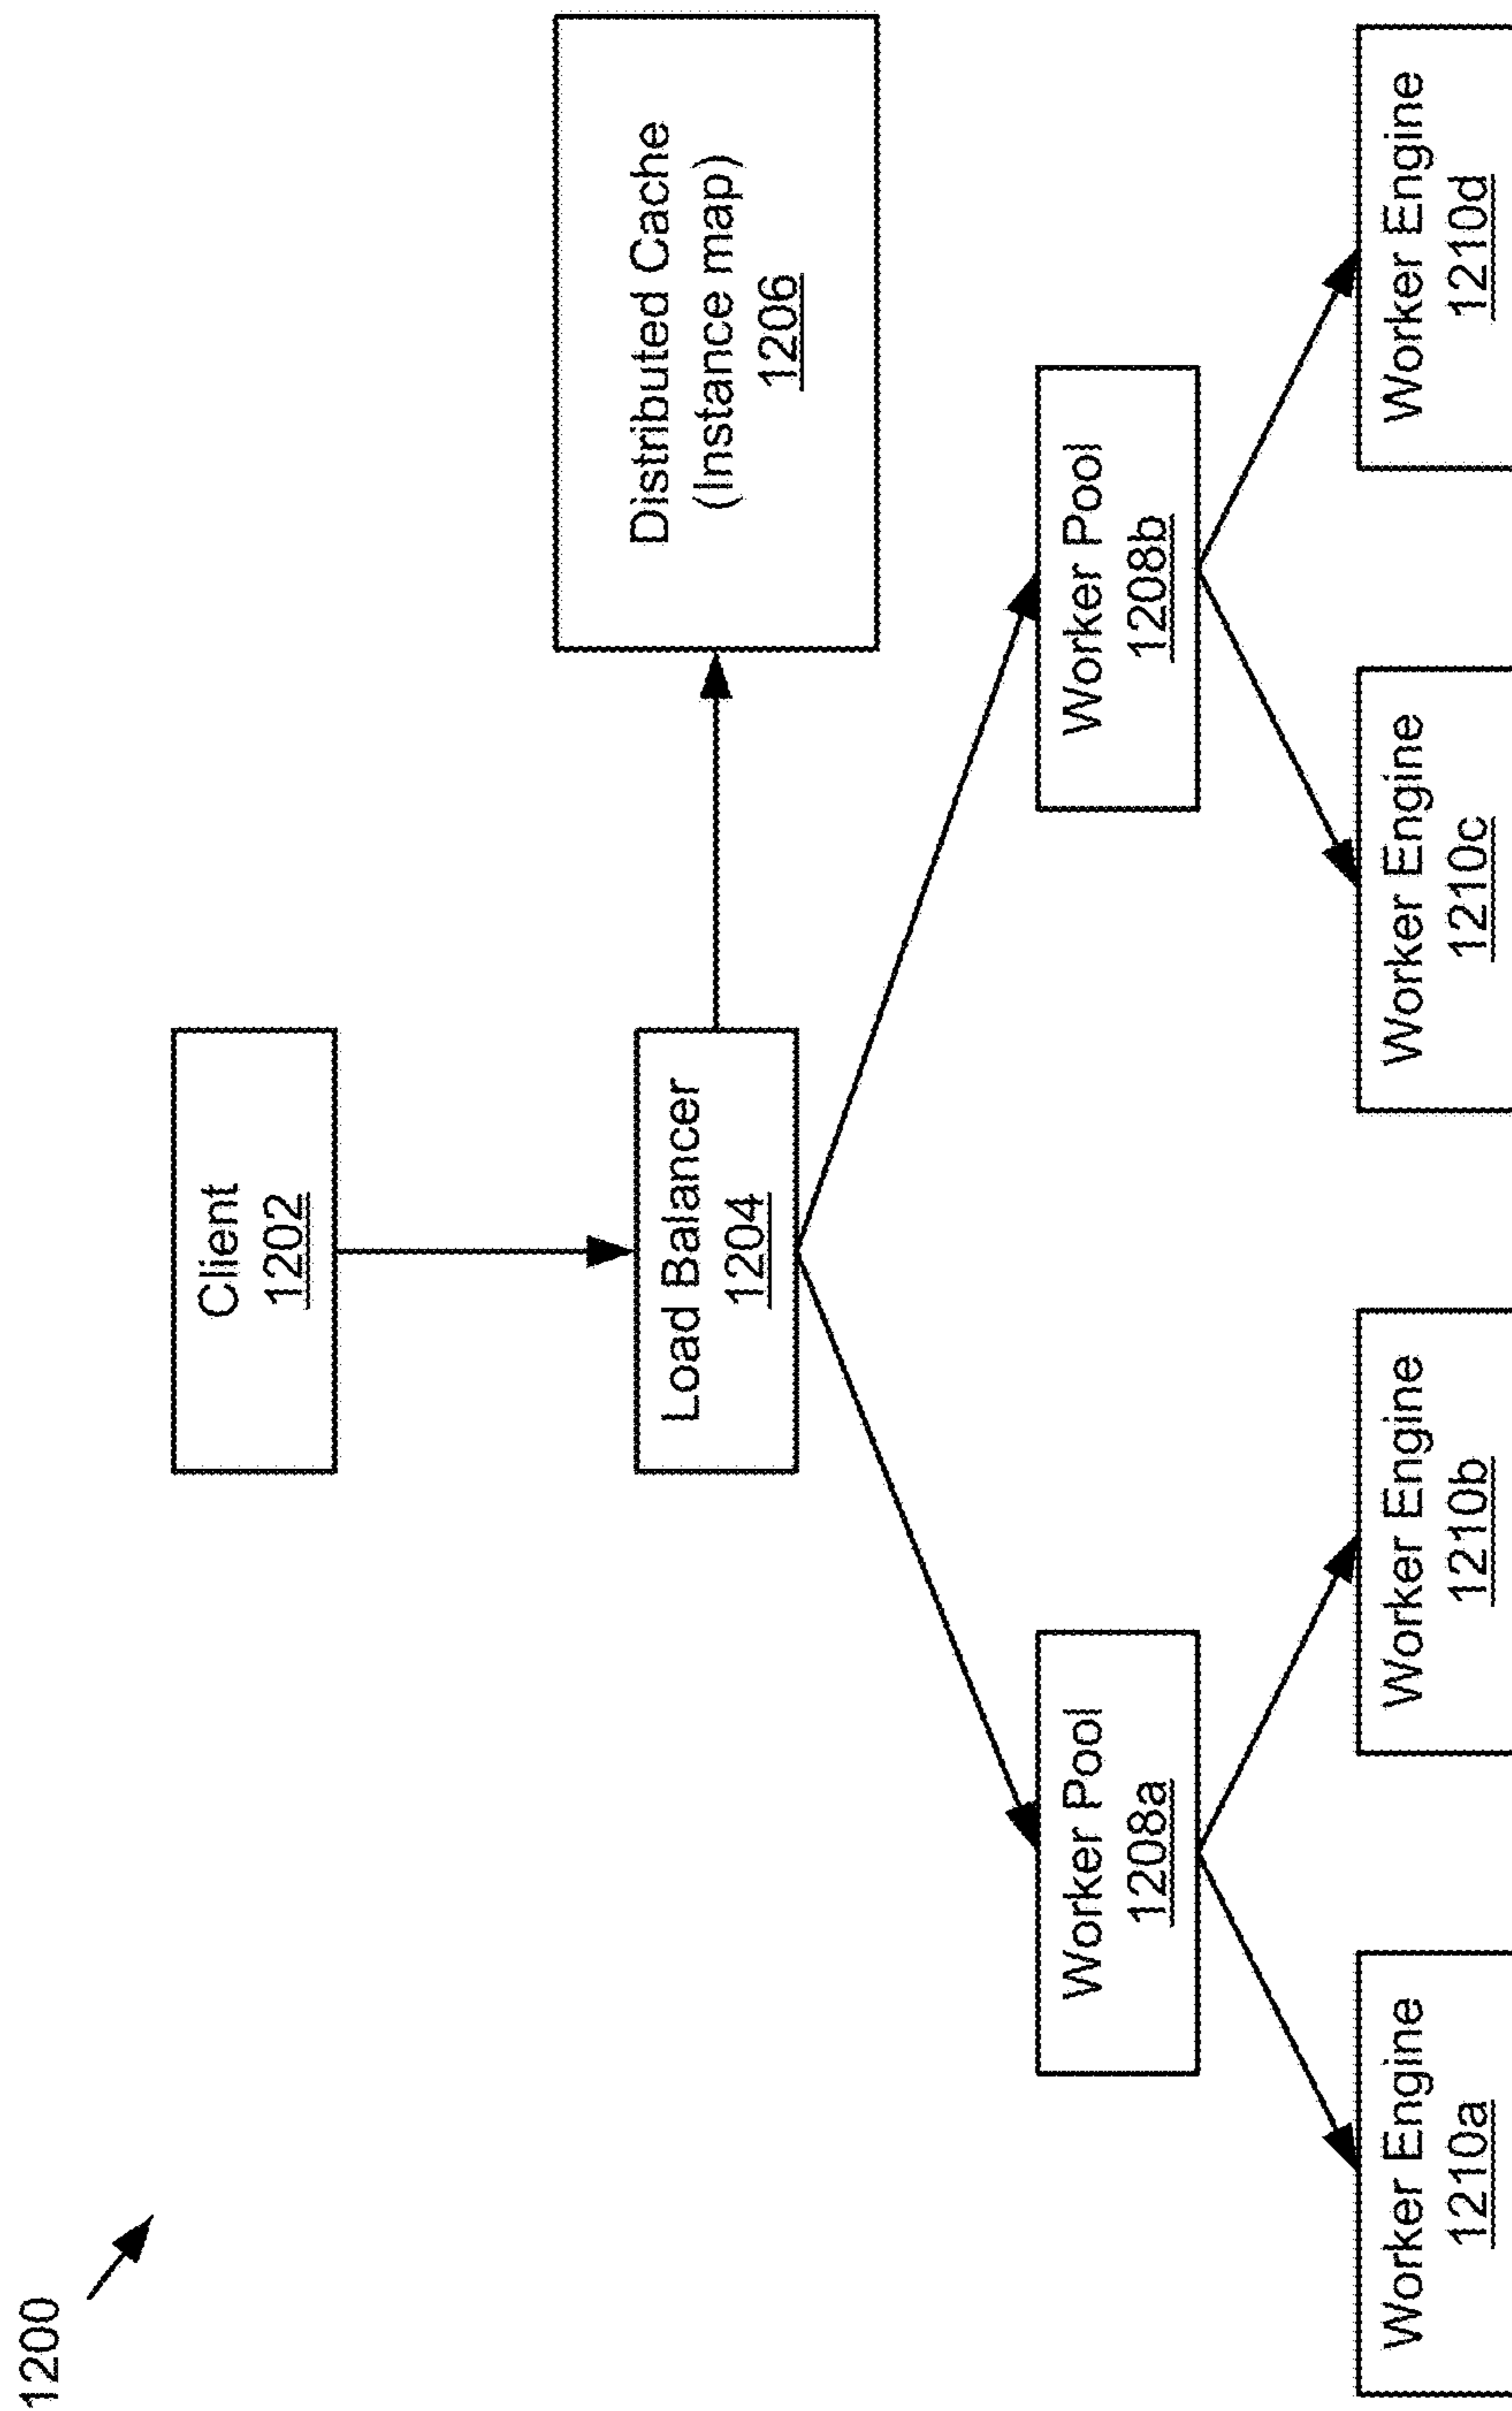 1200
Client
1202
Load Balancer
1204
Distributed Cache
(Instance map)
1206
Worker Pool
1208a
Worker Pool
1208b
Worker Engine
1210a
Worker Engine
1210b
Worker Engine
1210c
Worker Engine
1210d